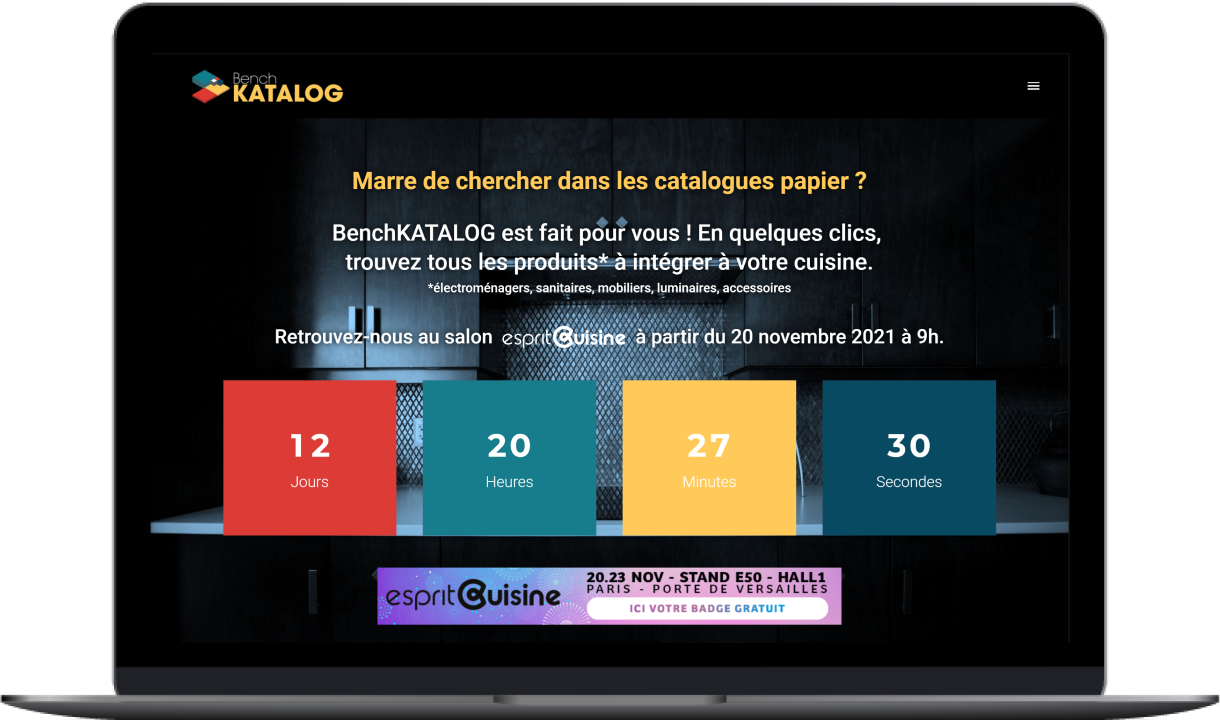 Bench
KATALOG
Marre de chercher dans les catalogues papier ?
BenchKATALOG est fait pour vous ! En quelques clics,
trouvez tous les produits* à intégrer à votre cuisine.
*électroménagers, sanitaires, mobiliers, luminaires, accessoires
Retrouvez-nous au salon espritCuisine à partir du 20 novembre 2021 à 9h.
12 20 27 30
Jours Heures Minutes Secondes
espritCuisine
20.23 NOV - STAND E50 - HALL1
PARIS - PORTE DE VERSAILLES
ICI VOTRE BADGE GRATUIT